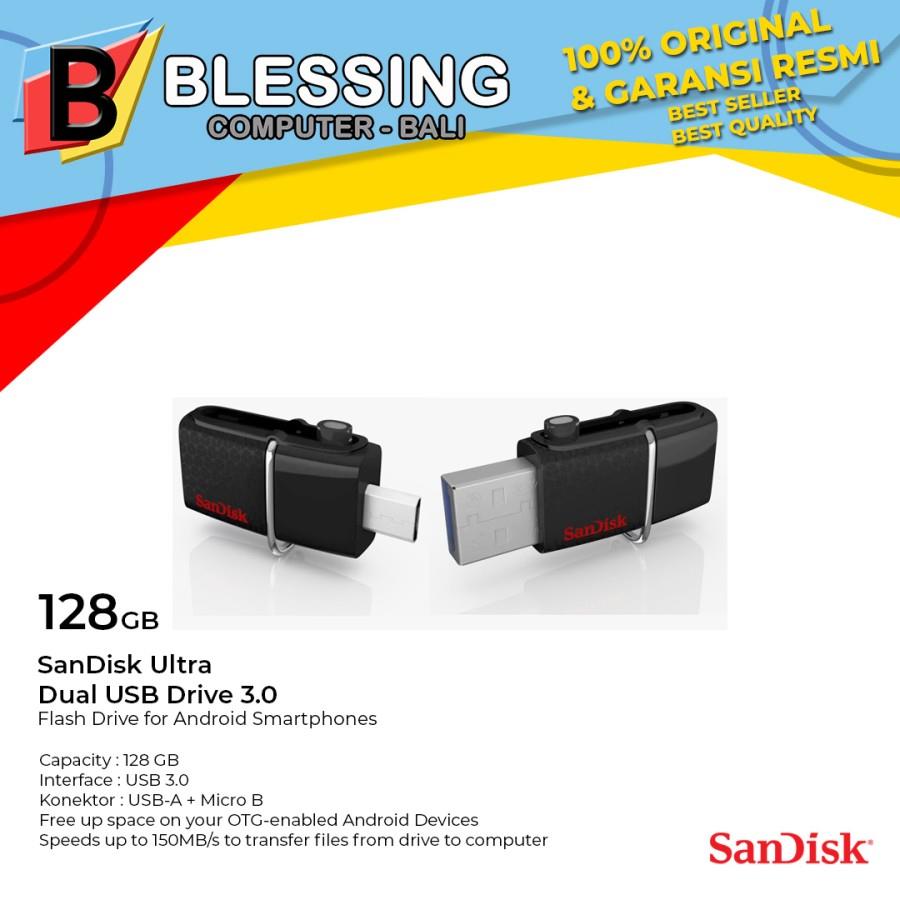 B
BLESSING
COMPUTER - BALI
100% ORIGINAL
& GARANSI RESMI
BEST SELLER
BEST QUALITY
SanDisk
SanDisk
128GB
SanDisk Ultra
Dual USB Drive 3.0
Flash Drive for Android Smartphones
Capacity : 128 GB
Interface : USB 3.0
Konektor : USB-A + Micro B
Free up space on your OTG-enabled Android Devices
Speeds up to 150MB/s to transfer files from drive to computer
SanDisk®